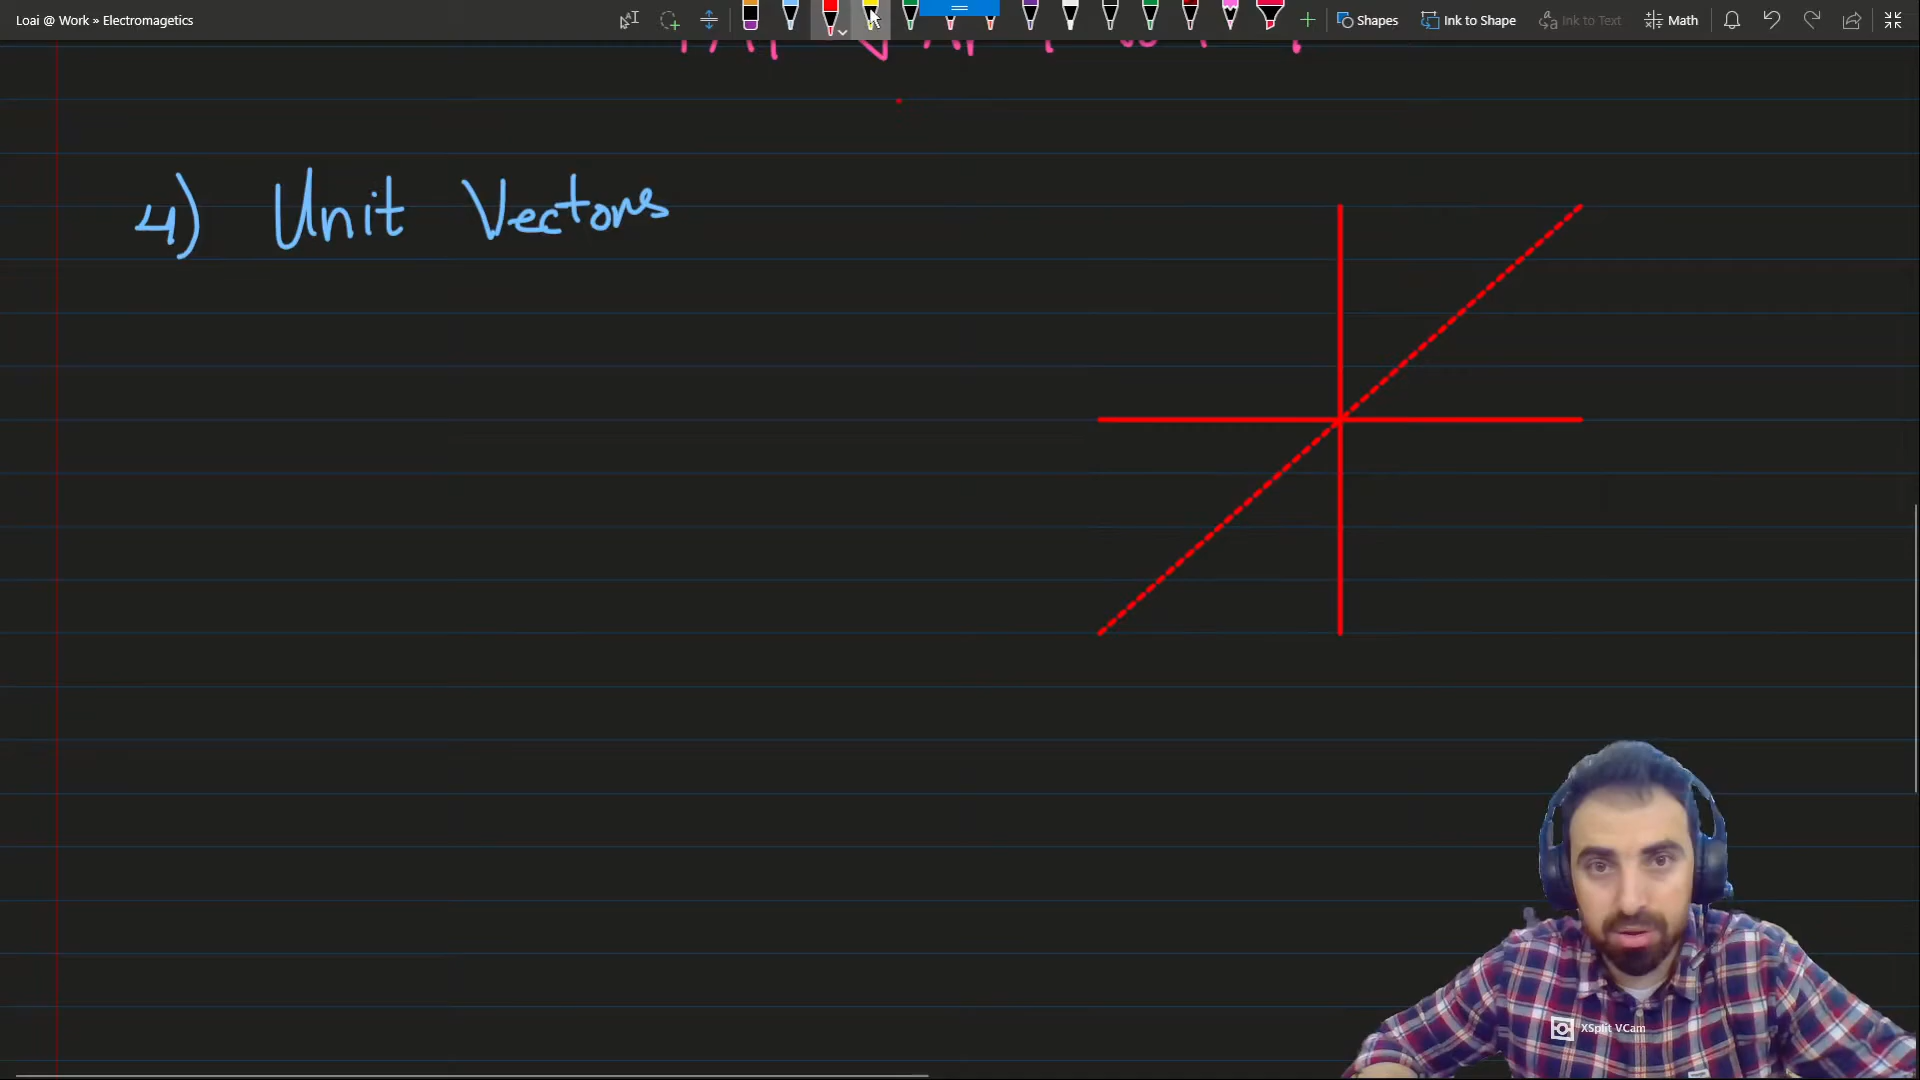 Loai @ Work » Electromagetics
Shapes
Ink to Shape
Ink to Text
Math
4) Unit Vectors
XSplit VCam